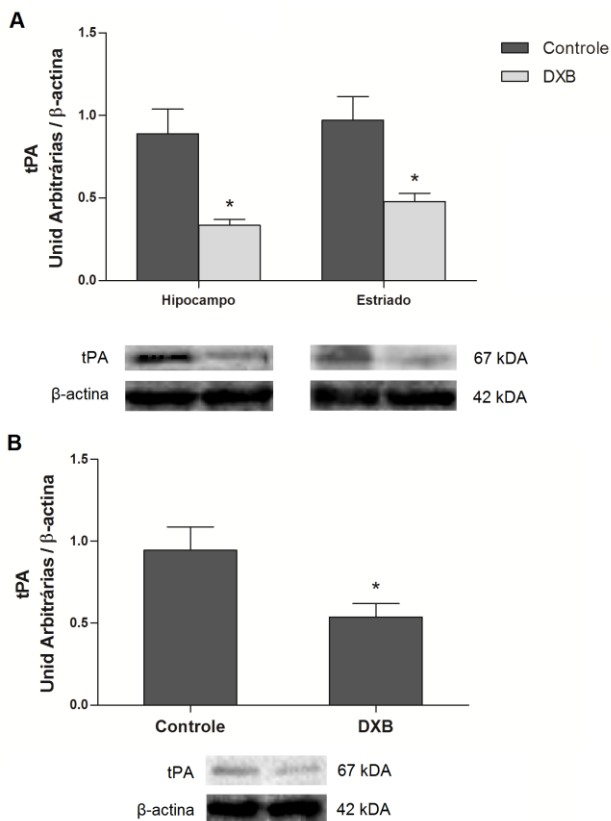 A
tPA
Unid Arbitrárias / β-actina
1.5
1.0
0.5
0.0
*
*
Hipocampo
Estriado
Controle
DXB
tPA
67 kDA
β-actina
42 kDA
B
tPA
Unid Arbitrárias / β-actina
1.5
1.0
0.5
0.0
*
Controle
DXB
tPA
67 kDA
β-actina
42 kDA